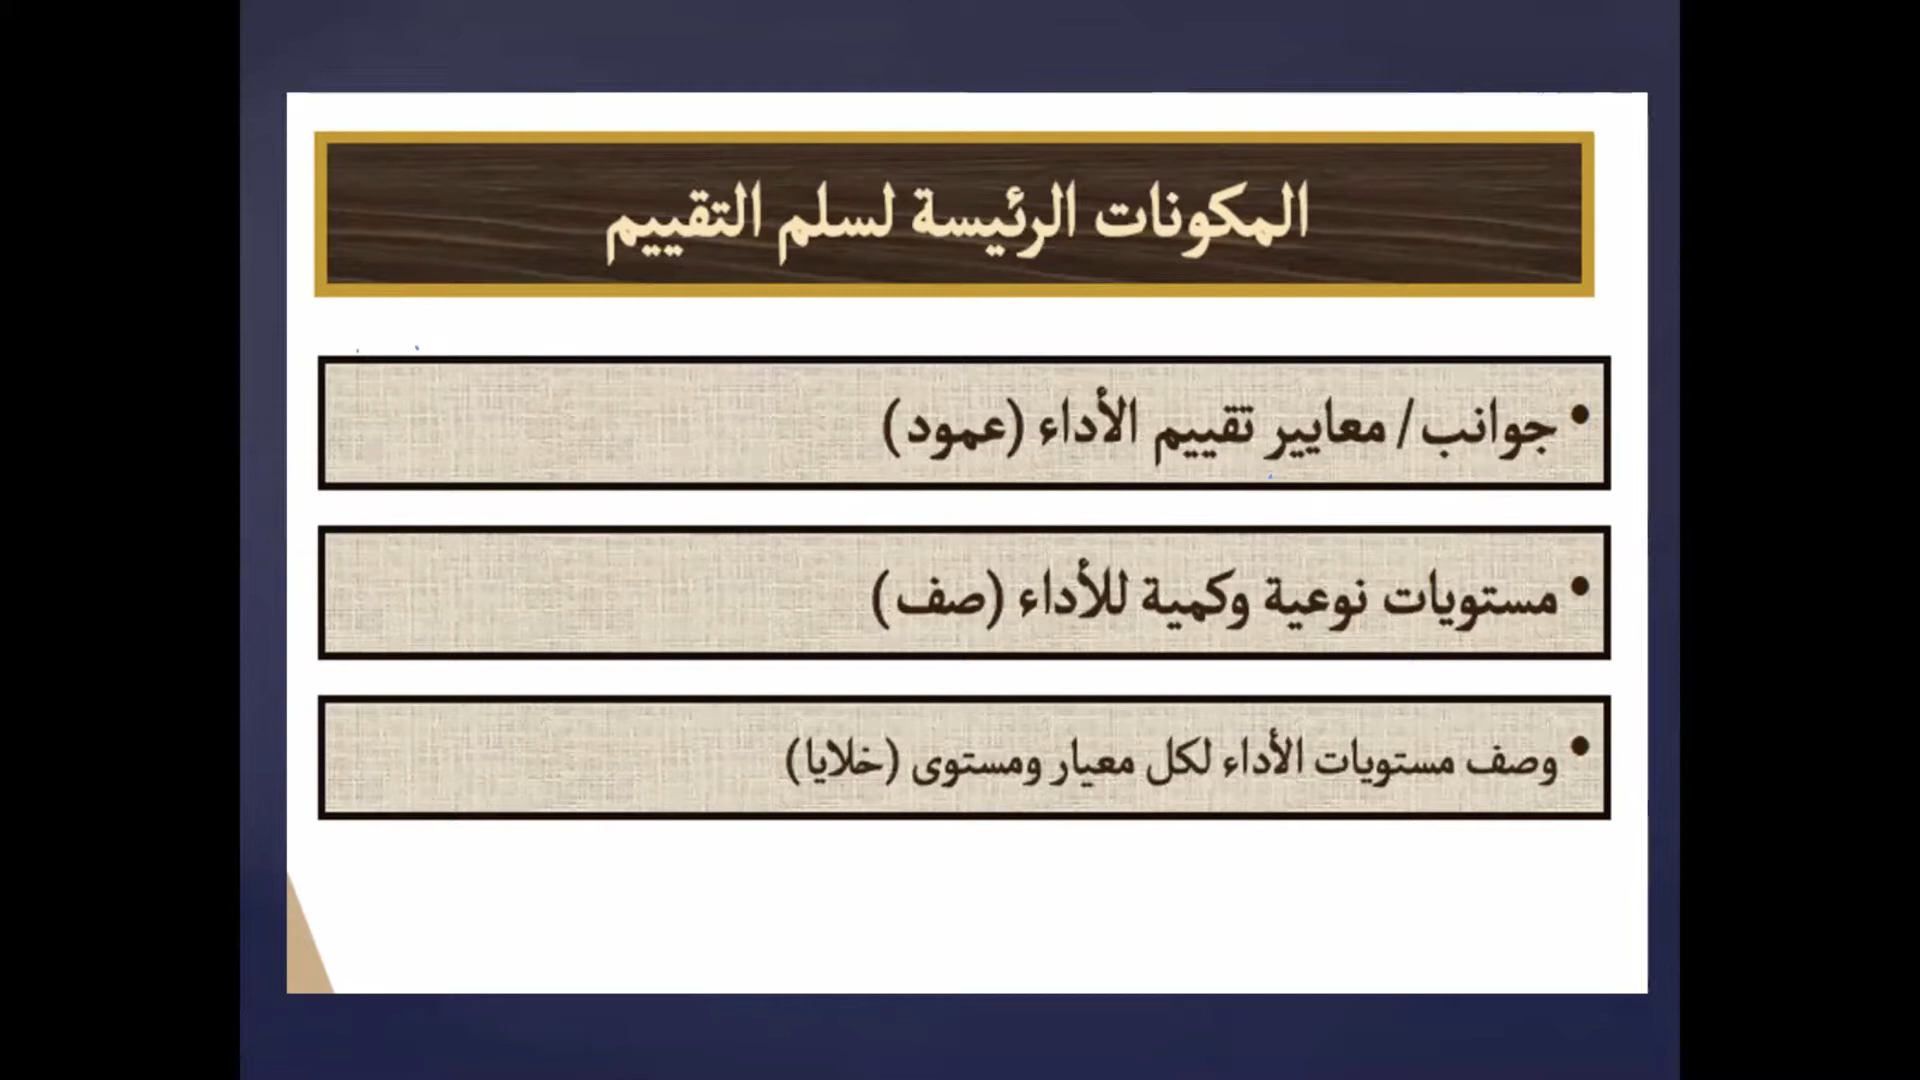 المكونات الرئيسة لسلم التقييم
• جوانب/ معايير تقييم الأداء (عمود)
• مستويات نوعية وكمية للأداء (صف)
• وصف مستويات الأداء لكل معيار ومستوى (خلايا)